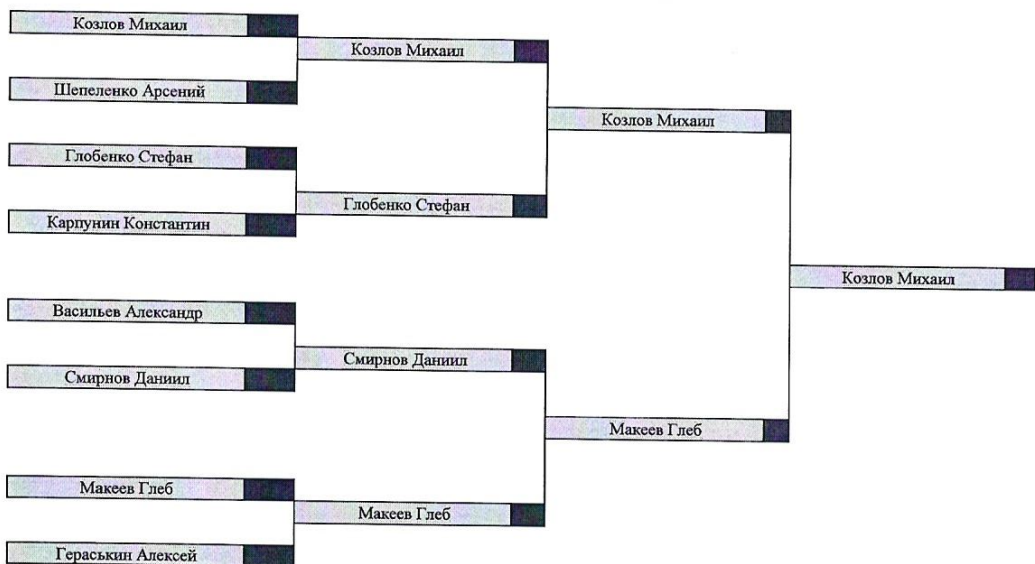 Козлов Михаил
Шепеленко Арсений
Глобенко Стефан
Карпунин Константин
Васильев Александр
Смирнов Даниил
Макеев Глеб
Гераськин Алексей
Козлов Михаил
Глобенко Стефан
Смирнов Даниил
Макеев Глеб
Козлов Михаил
Макеев Глеб
Козлов Михаил